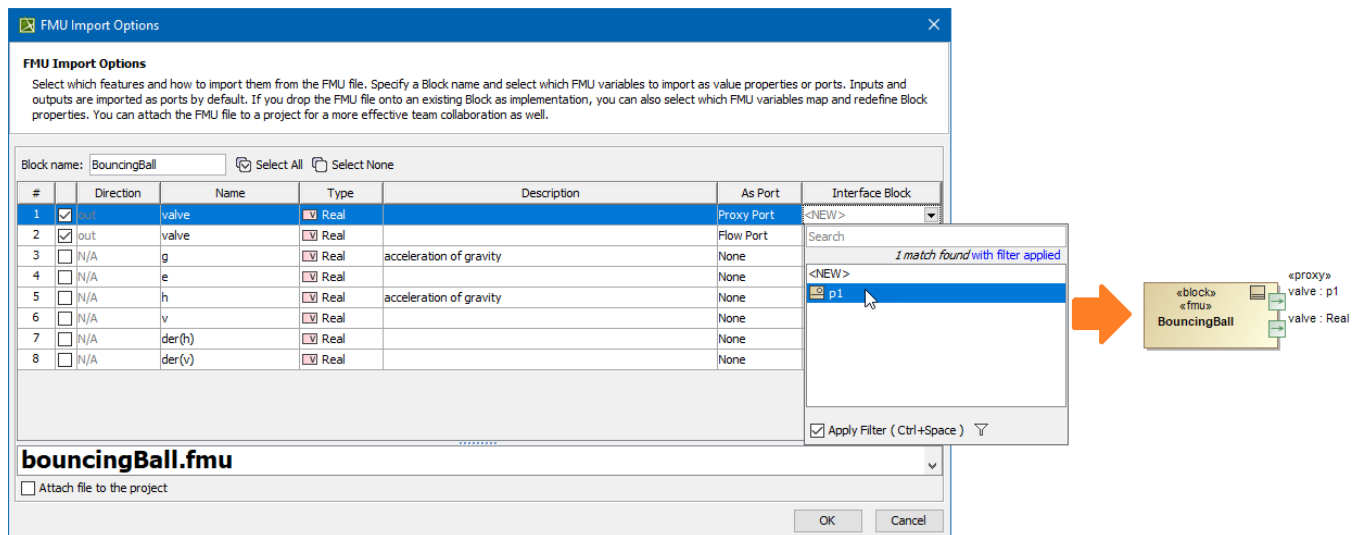 FMU Import Options
FMU Import Options
Select which features and how to import them from the FMU file. Specify a Block name and select which FMU variables to import as value properties or ports. Inputs and
outputs are imported as ports by default. If you drop the FMU file onto an existing Block as implementation, you can also select which FMU variables map and redefine Block
properties. You can attach the FMU file to a project for a more effective team collaboration as well.
Block name: BouncingBall Select All Select None
# Direction Name Type Description As Port Interface Block
1 out valve V Real Proxy Port <NEW>
2 out valve V Real Flow Port
3 N/A g V Real acceleration of gravity None
4 N/A e V Real None
5 N/A h V Real acceleration of gravity None
6 N/A v V Real None
7 N/A der(h) V Real None
8 N/A der(v) V Real None
Search
1 match found with filter applied
<NEW>
p1
Apply Filter ( Ctrl+Space )
bouncingBall.fmu
Attach file to the project
OK Cancel
«block»
«fmu»
BouncingBall
«proxy»
valve : p1
valve : Real